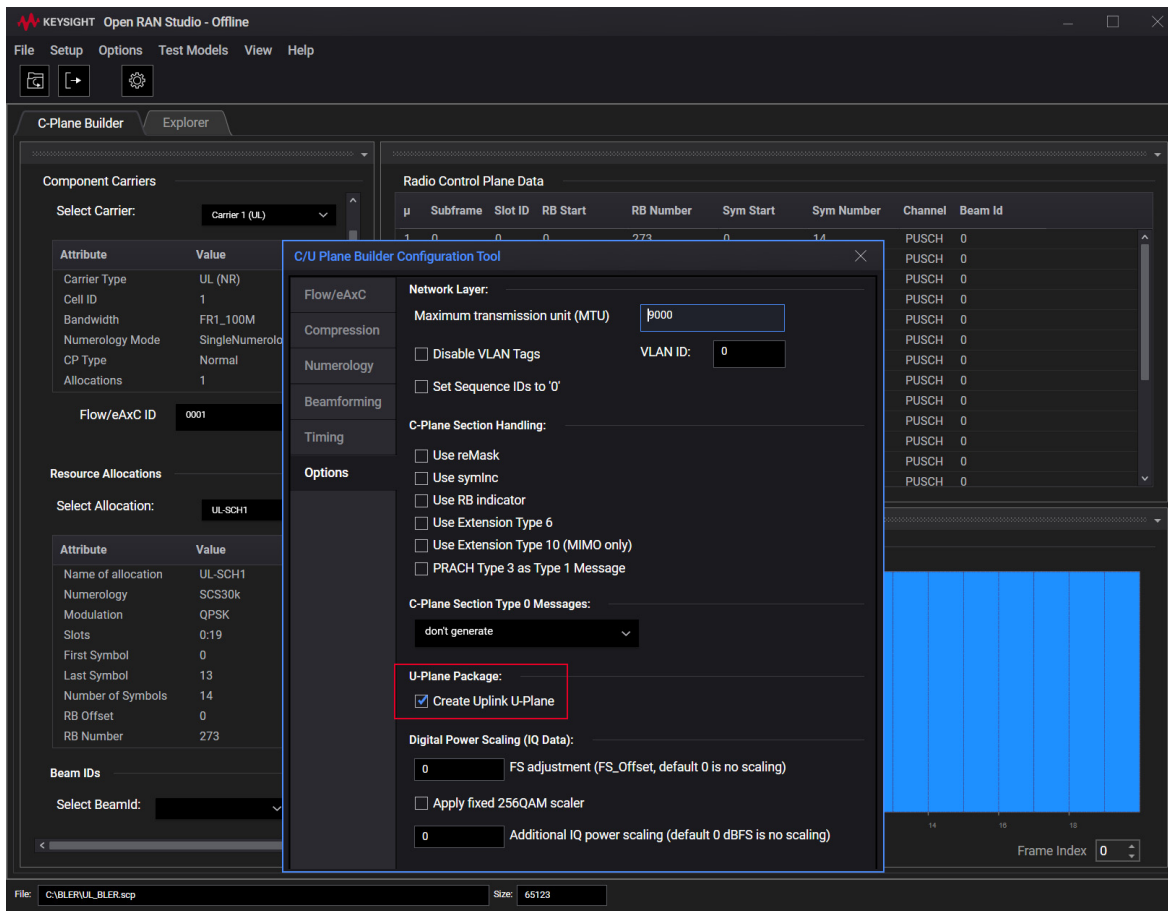 KEYSIGHT Open RAN Studio - Offline
File Setup Options Test Models View Help
C-Plane Builder Explorer
Component Carriers
Select Carrier: Carrier 1 (UL)
Attribute Value
Carrier Type UL (NR)
Cell ID 1
Bandwidth FR1_100M
Numerology Mode SingleNumerolo
CP Type Normal
Allocations 1
Flow/eAxC ID 0001
Resource Allocations
Select Allocation: UL-SCH1
Attribute Value
Name of allocation UL-SCH1
Numerology SCS30k
Modulation QPSK
Slots 0:19
First Symbol 0
Last Symbol 13
Number of Symbols 14
RB Offset 0
RB Number 273
Beam IDs
Select BeamId:
Radio Control Plane Data
μ Subframe Slot ID RB Start RB Number Sym Start Sym Number Channel Beam Id
1 0 0 0 273 0 14 PUSCH 0
PUSCH 0
PUSCH 0
PUSCH 0
PUSCH 0
PUSCH 0
PUSCH 0
PUSCH 0
PUSCH 0
PUSCH 0
PUSCH 0
PUSCH 0
PUSCH 0
C/U Plane Builder Configuration Tool
Flow/eAxC
Compression
Numerology
Beamforming
Timing
Options
Network Layer:
Maximum transmission unit (MTU) 9000
Disable VLAN Tags VLAN ID: 0
Set Sequence IDs to '0'
C-Plane Section Handling:
Use reMask
Use symInc
Use RB indicator
Use Extension Type 6
Use Extension Type 10 (MIMO only)
PRACH Type 3 as Type 1 Message
C-Plane Section Type 0 Messages:
don't generate
U-Plane Package:
Create Uplink U-Plane
Digital Power Scaling (IQ Data):
0 FS adjustment (FS_Offset, default 0 is no scaling)
Apply fixed 256QAM scaler
0 Additional IQ power scaling (default 0 dBFS is no scaling)
14 16 18
Frame Index 0
File: C:\BLER\UL_BLER.scp Size: 65123